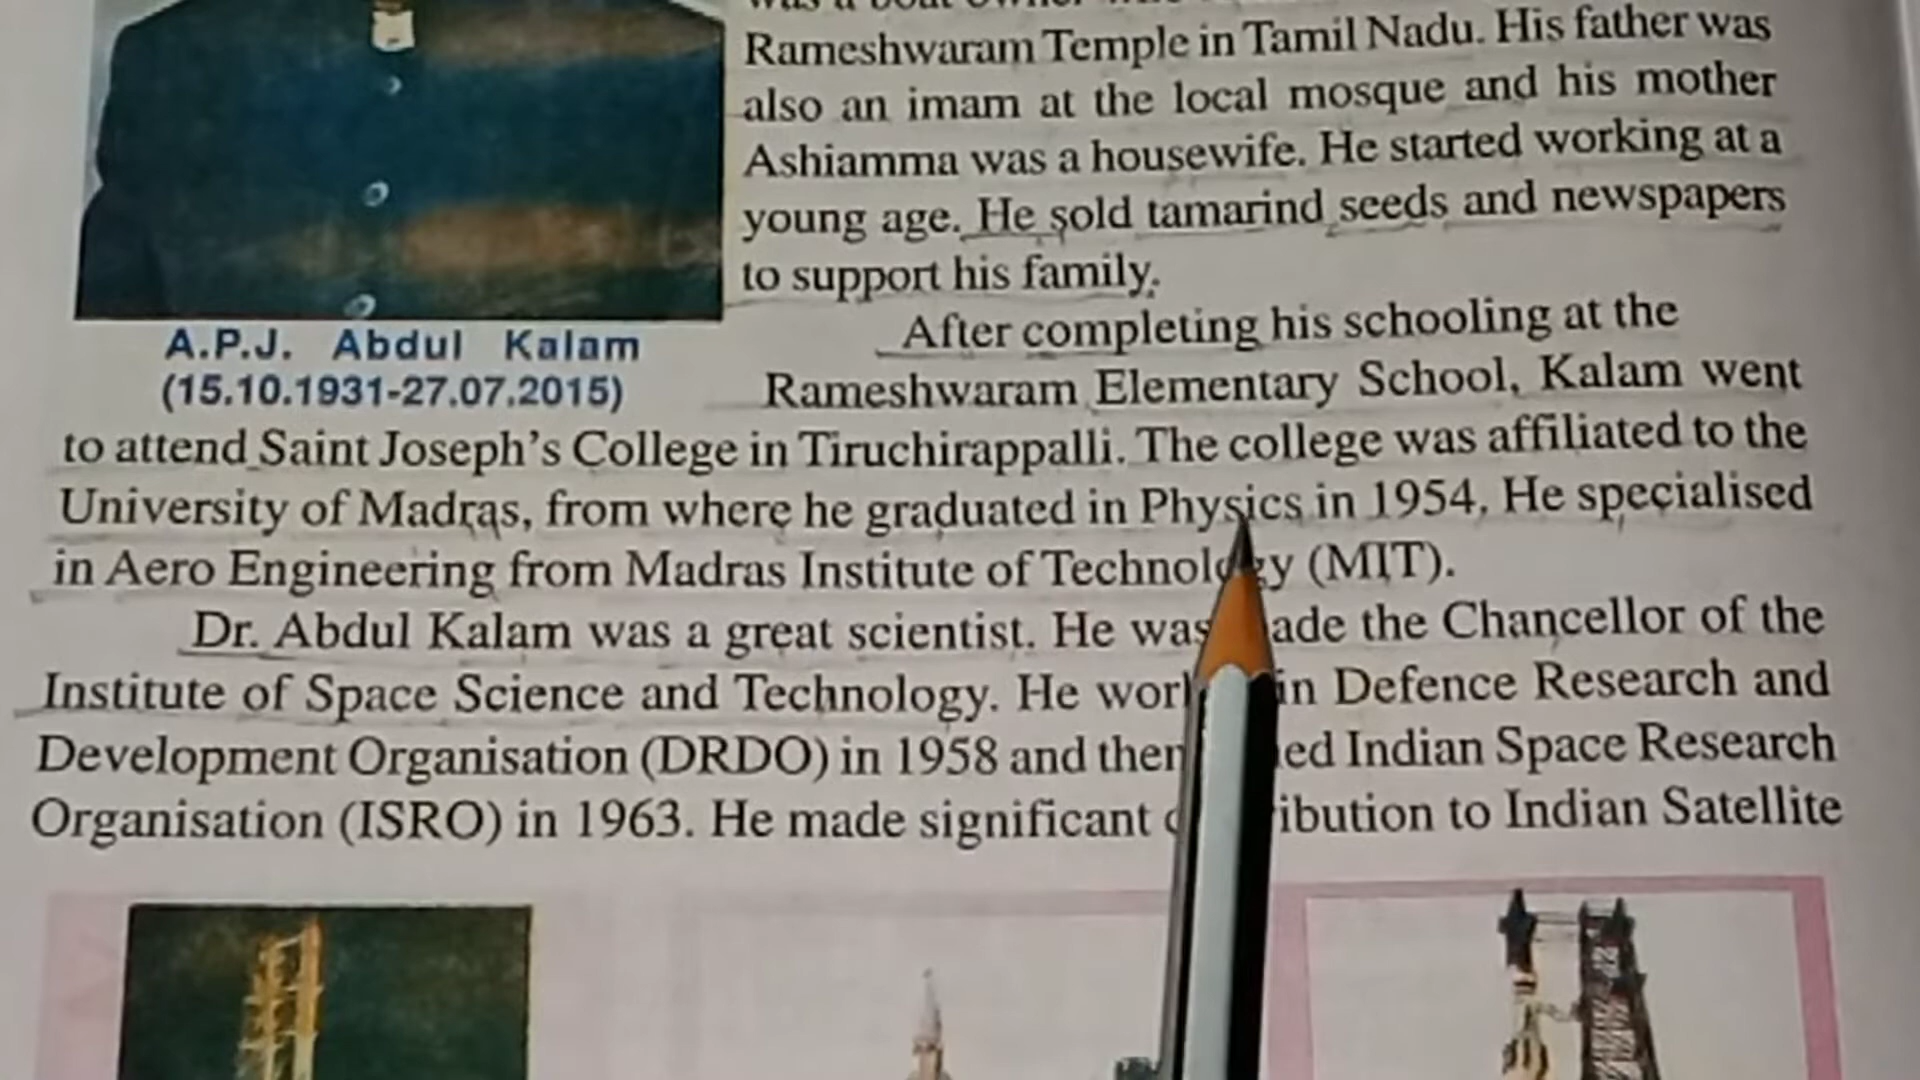 was a boat owner
Rameshwaram Temple in Tamil Nadu. His father was
also an imam at the local mosque and his mother
Ashiamma was a housewife. He started working at a
young age. He sold tamarind seeds and newspapers
to support his family.
A.P.J. Abdul Kalam
(15.10.1931-27.07.2015)
After completing his schooling at the
Rameshwaram Elementary School, Kalam went
to attend Saint Joseph's College in Tiruchirappalli. The college was affiliated to the
University of Madras, from where he graduated in Physics in 1954. He specialised
in Aero Engineering from Madras Institute of Technology (MIT).
Dr. Abdul Kalam was a great scientist. He was ade the Chancellor of the
Institute of Space Science and Technology. He wor in Defence Research and
Development Organisation (DRDO) in 1958 and then ed Indian Space Research
Organisation (ISRO) in 1963. He made significant c ibution to Indian Satellite